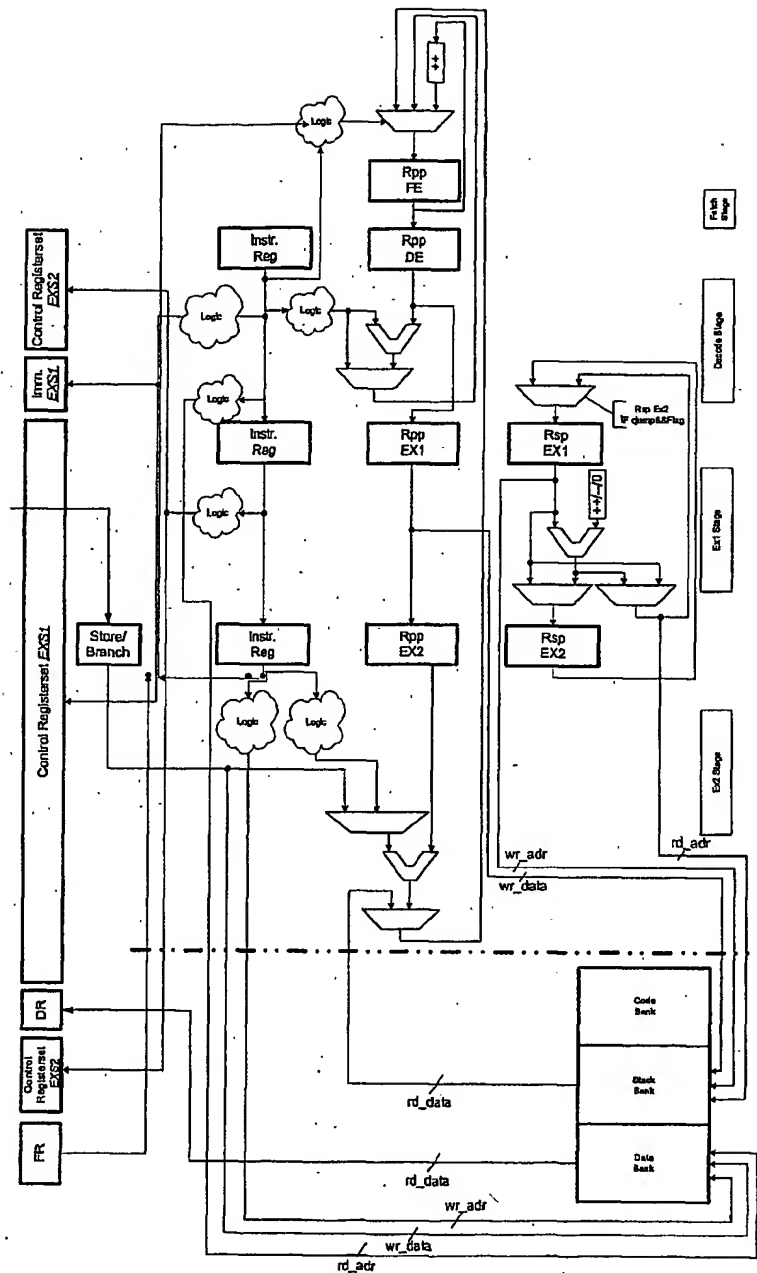 ++
Logic
Rpp
FE
Fetch
Stage
Instr.
Reg
Rpp
DE
Control Registerset
EXS2
Logic
Logic
Decode Stage
Imm.
EXS1
Logic
Rsp Ex2
Instr.
Reg
Rpp
EX1
Rsp
EX1
++/--/0
Logic
Ex1 Stage
Control Registerset EXS1
Store/
Branch
Instr.
Reg
Rpp
EX2
Rsp
EX2
Logic
Logic
Ex2 Stage
rd_adr
wr_adr
wr_data
DR
Code
Bank
Control
Registerset
EXS2
rd_data
Stack
Bank
FR
rd_data
Data
Bank
wr_adr
wr_data
rd_adr